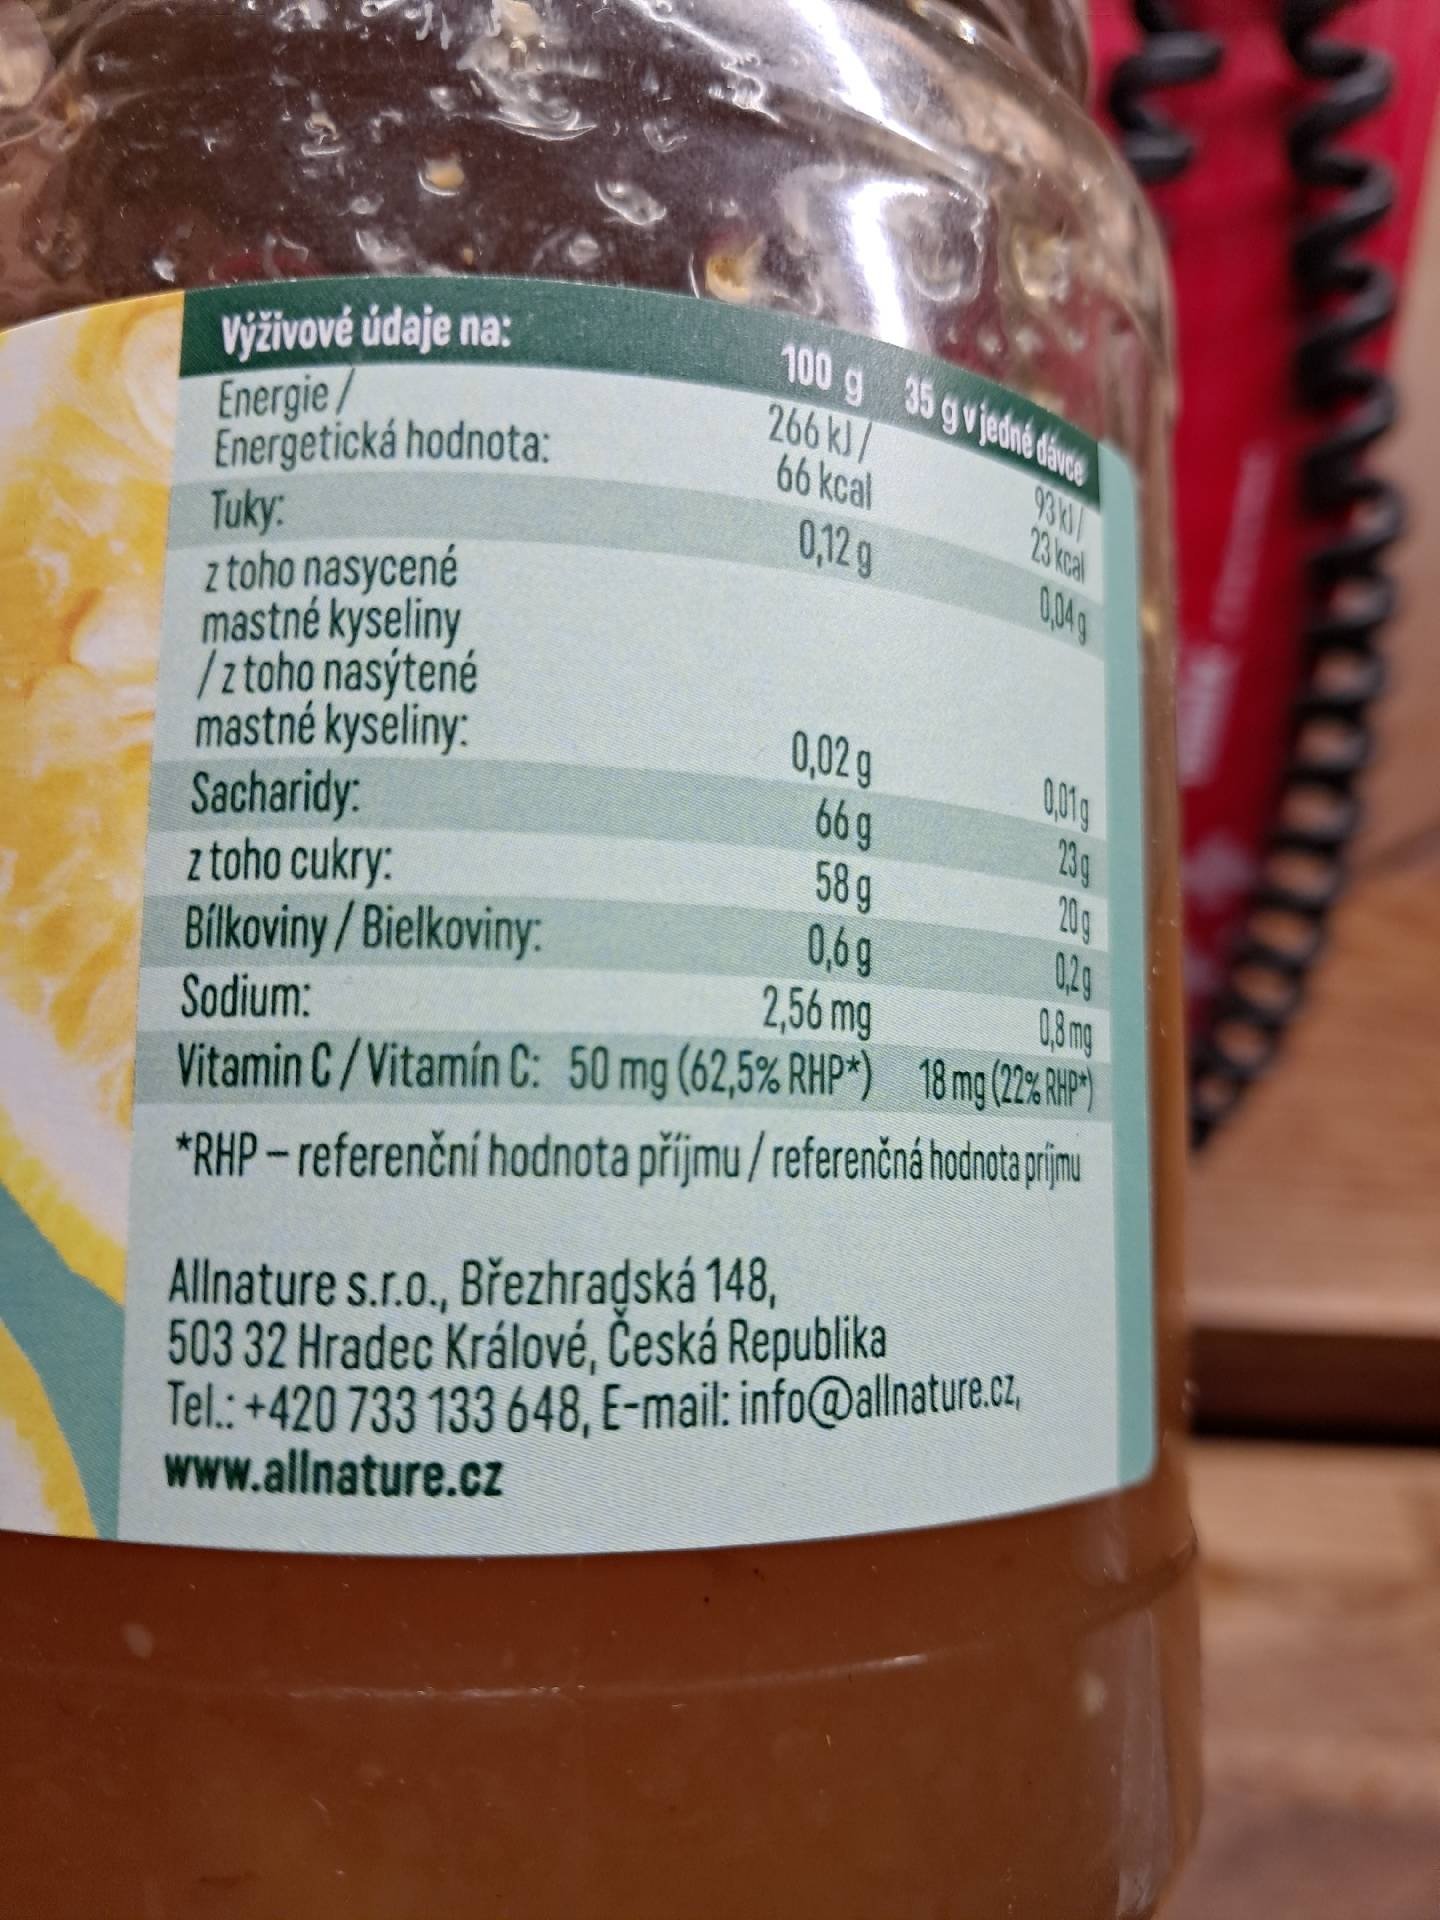 Výživové údaje na: 100 g 35 g v jedné dávce
Energie /
Energetická hodnota: 266 kJ / 66 kcal 93 kJ / 23 kcal
Tuky: 0,12 g 0,04 g
z toho nasycené
mastné kyseliny
/ z toho nasýtené
mastné kyseliny: 0,02 g 0,01 g
Sacharidy: 66 g 23 g
z toho cukry: 58 g 20 g
Bílkoviny / Bielkoviny: 0,6 g 0,2 g
Sodium: 2,56 mg 0,8 mg
Vitamin C / Vitamín C: 50 mg (62,5% RHP*) 18 mg (22% RHP*)
*RHP – referenční hodnota příjmu / referenčná hodnota príjmu
Allnature s.r.o., Březhradská 148,
503 32 Hradec Králové, Česká Republika
Tel.: +420 733 133 648, E-mail: info@allnature.cz,
www.allnature.cz